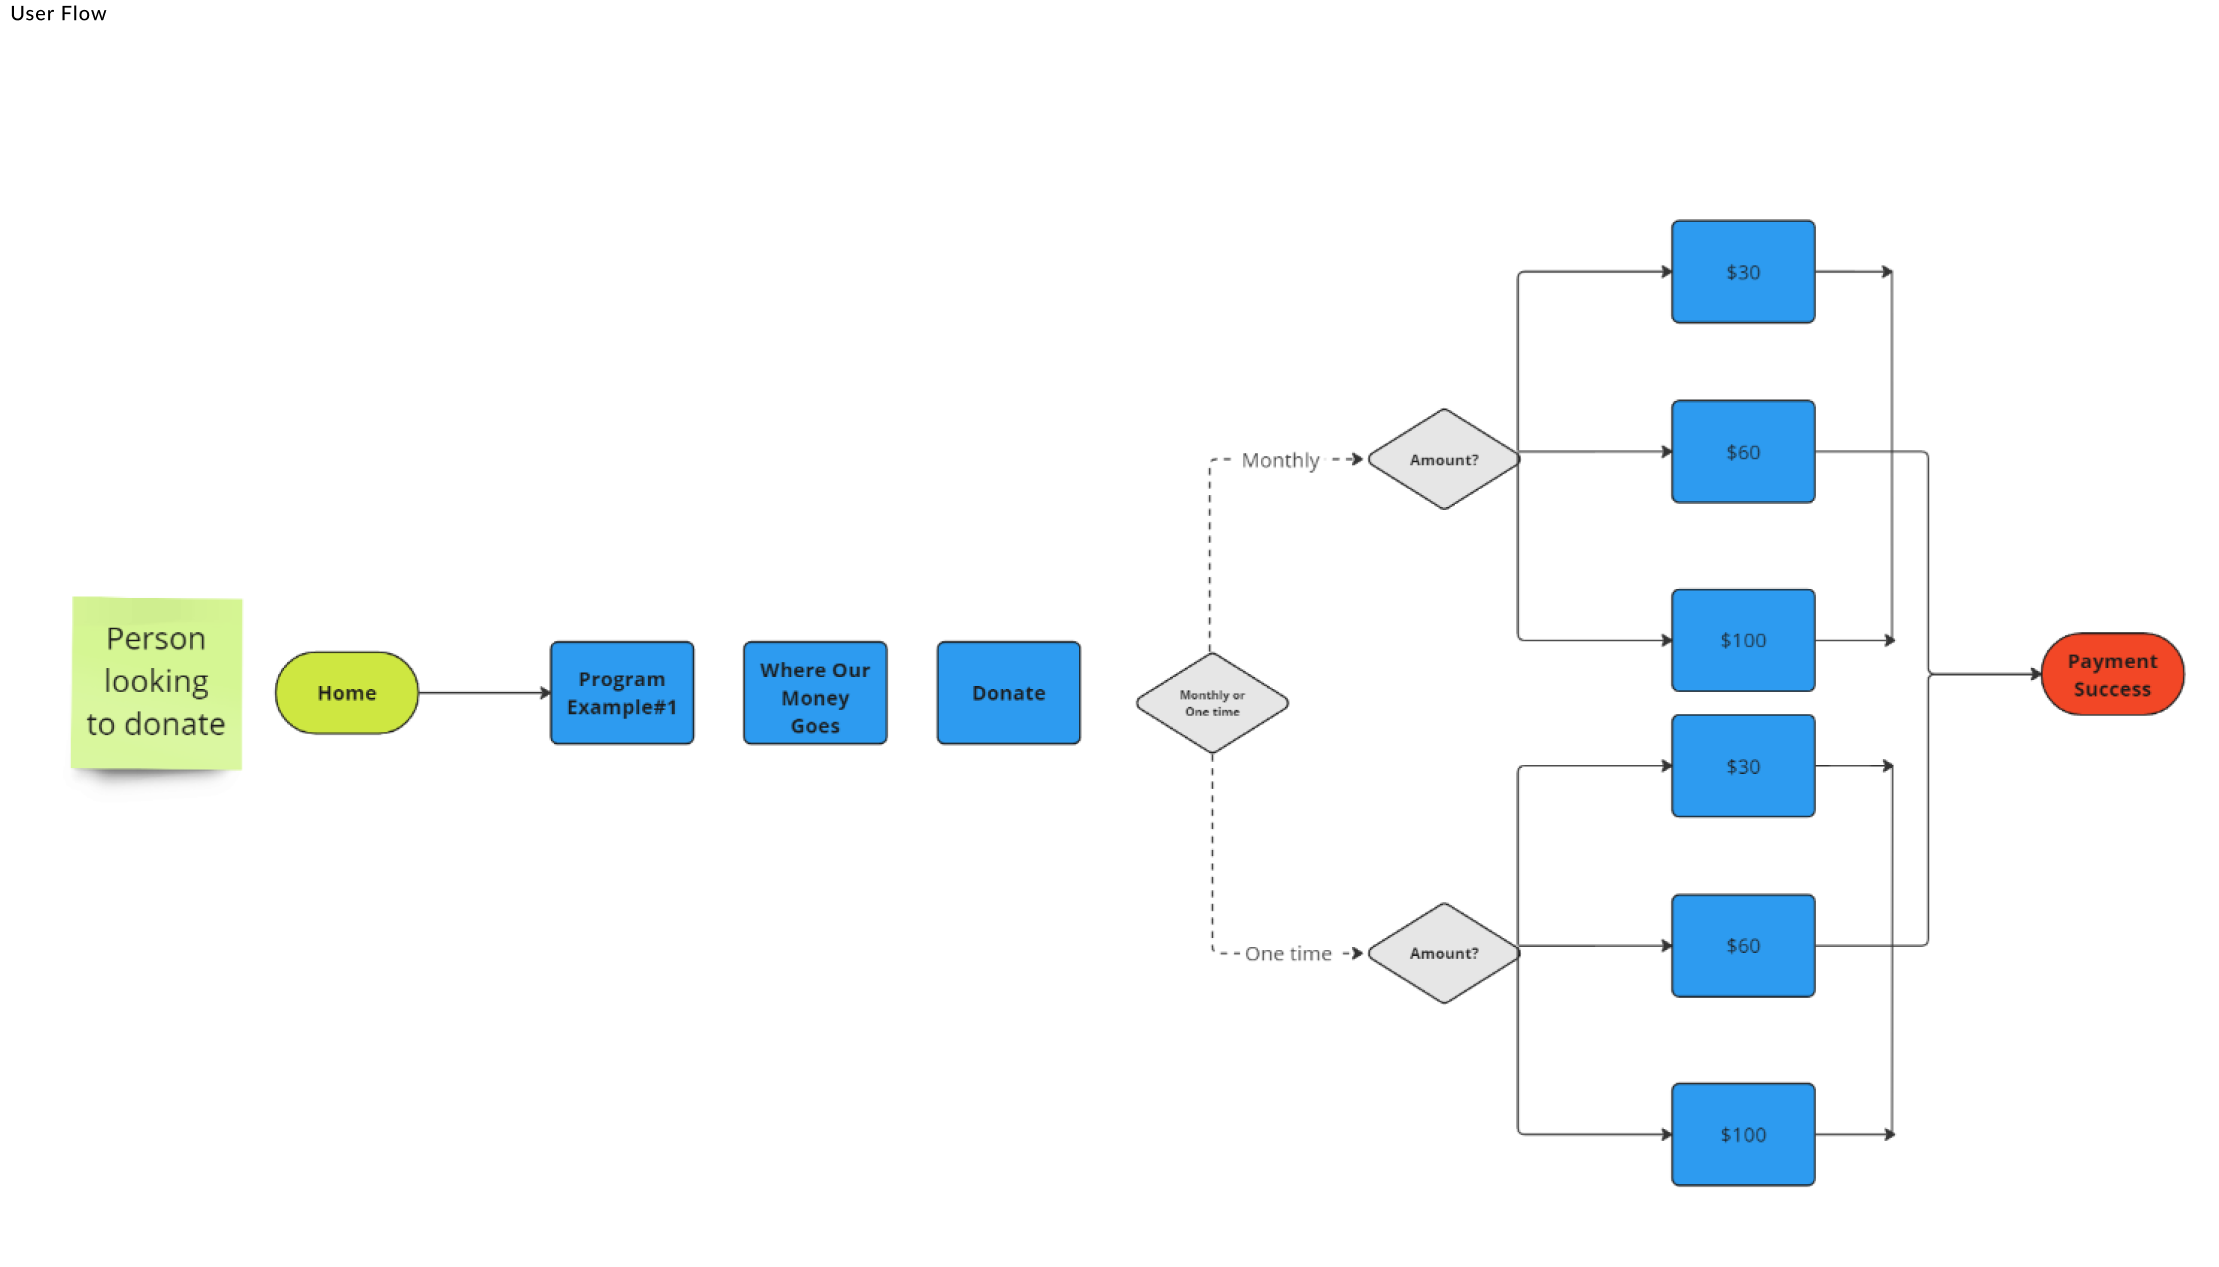 User Flow
Person
looking
to donate
Home
Program
Example#1
Where Our
Money
Goes
Donate
Monthly or
One time
Monthly
Amount?
$30
$60
$100
One time
Amount?
$30
$60
$100
Payment
Success